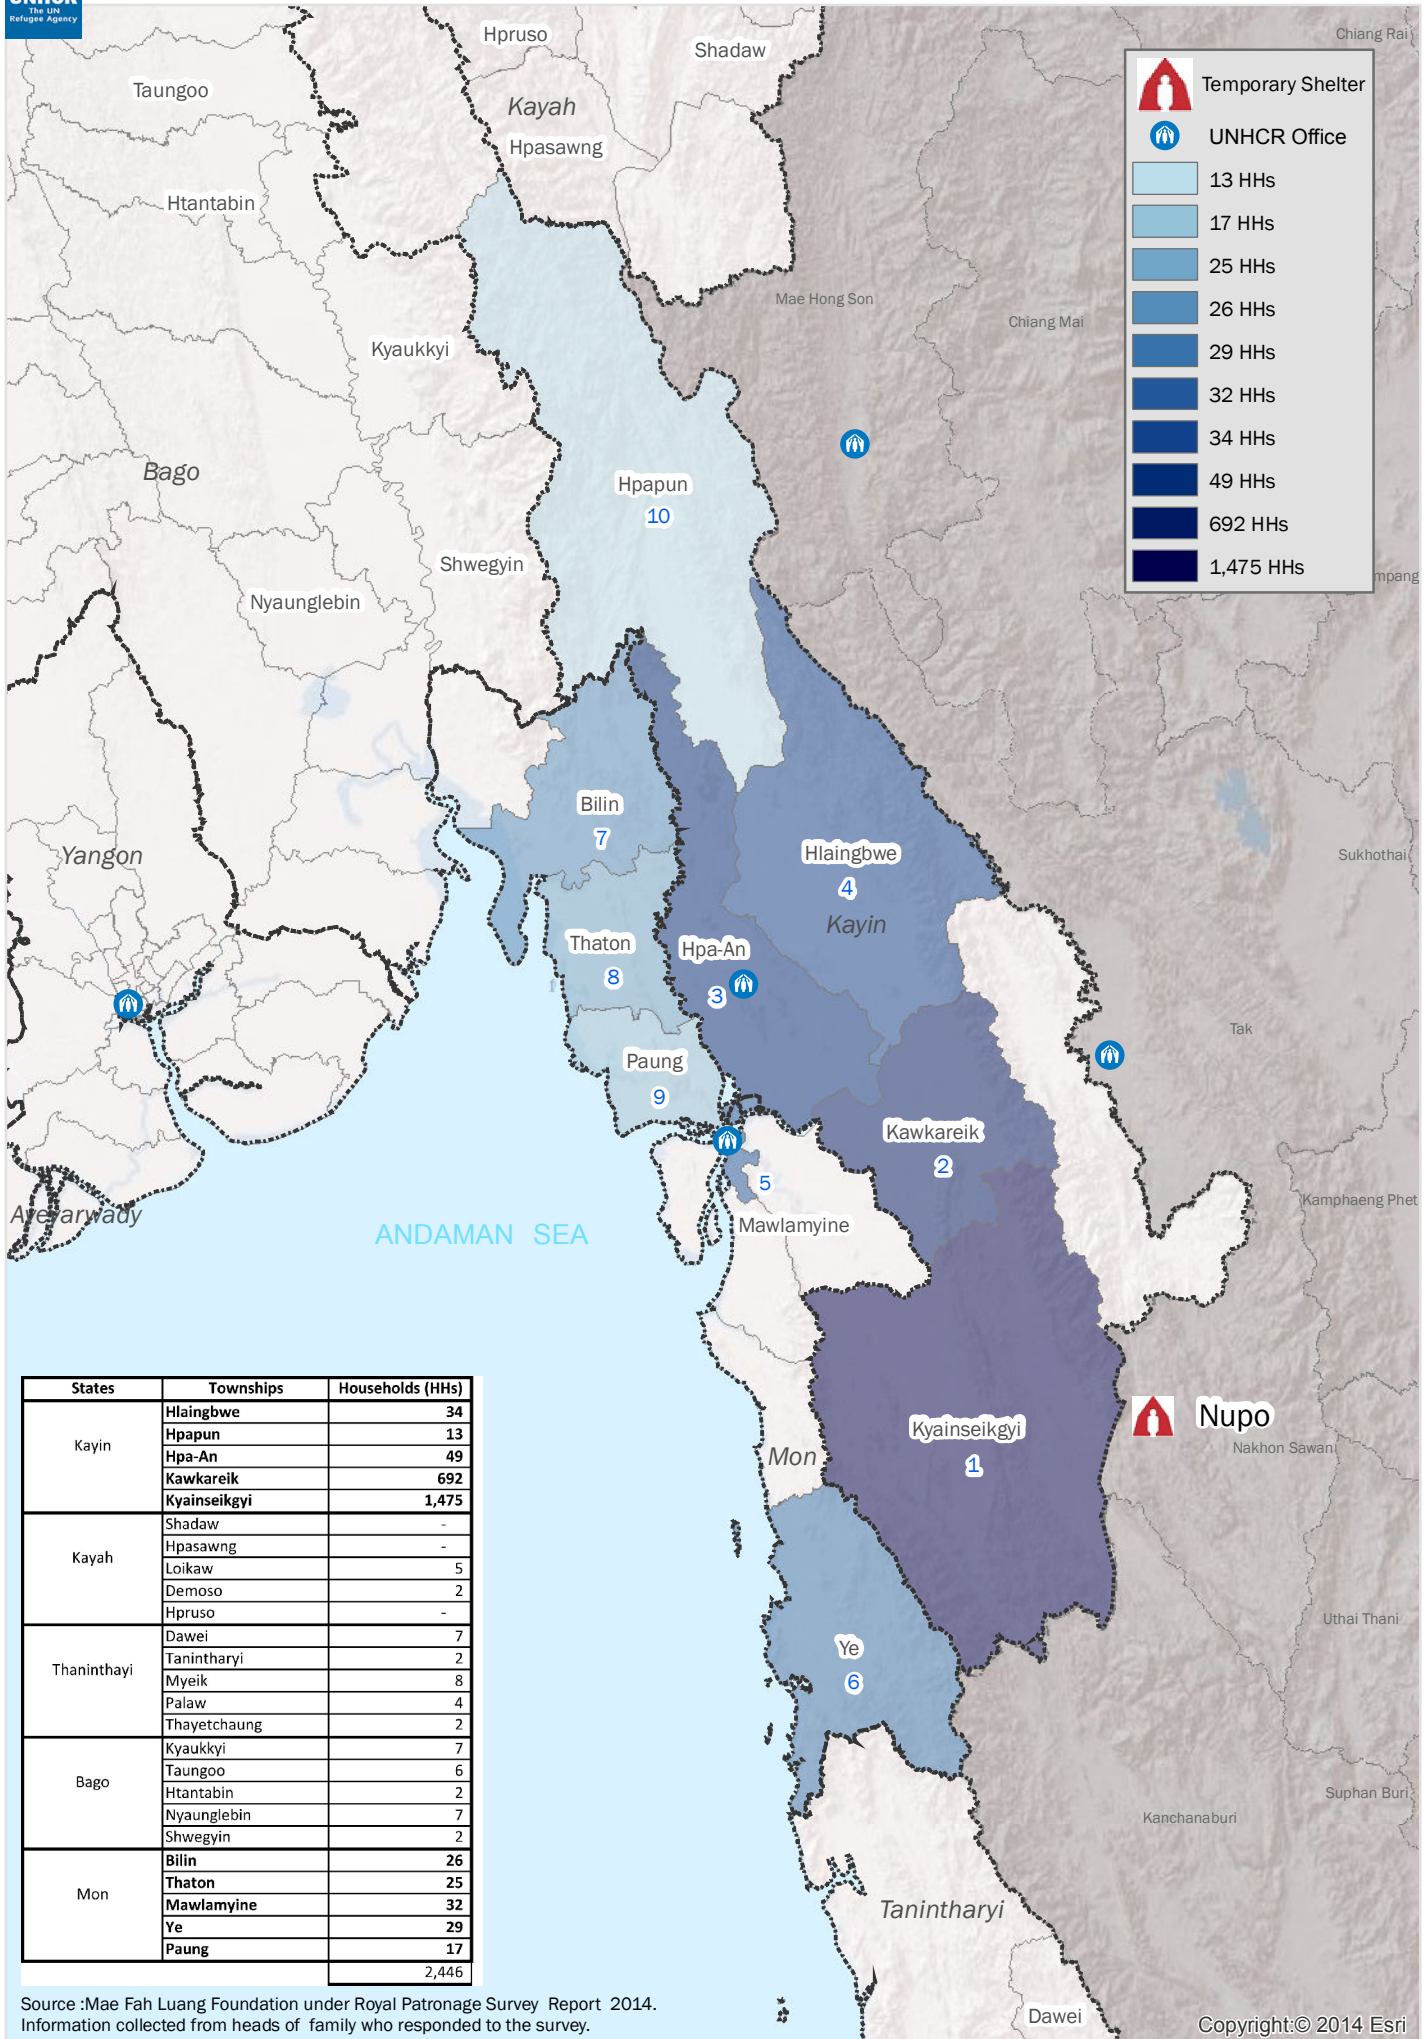 The UN
Refugee Agency
Hpruso
Shadaw
Chiang Rai
Taungoo
Kayah
Hpasawng
Htantabin
Temporary Shelter
UNHCR Office
13 HHs
17 HHs
25 HHs
26 HHs
29 HHs
32 HHs
34 HHs
49 HHs
692 HHs
1,475 HHs
Mae Hong Son
Chiang Mai
Kyaukkyi
Bago
Hpapun
10
Shwegyin
Nyaunglebin
mpang
Bilin
7
Yangon
Hlaingbwe
4
Kayin
Sukhothai
Thaton
8
Hpa-An
3
Tak
Paung
9
Kawkareik
2
5
Mawlamyine
Kamphaeng Phet
Ayeyarwady
ANDAMAN SEA
Nupo
Kyainseikgyi
1
Nakhon Sawan
Mon
Ye
6
Uthai Thani
Suphan Buri
Kanchanaburi
Tanintharyi
Dawei
States Townships Households (HHs)
Kayin
Hlaingbwe 34
Hpapun 13
Hpa-An 49
Kawkareik 692
Kyainseikgyi 1,475
Kayah
Shadaw -
Hpasawng -
Loikaw 5
Demoso 2
Hpruso -
Thaninthayi
Dawei 7
Tanintharyi 2
Myeik 8
Palaw 4
Thayetchaung 2
Bago
Kyaukkyi 7
Taungoo 6
Htantabin 2
Nyaunglebin 7
Shwegyin 2
Mon
Bilin 26
Thaton 25
Mawlamyine 32
Ye 29
Paung 17
2,446
Source :Mae Fah Luang Foundation under Royal Patronage Survey Report 2014.
Information collected from heads of family who responded to the survey.
Copyright:© 2014 Esri